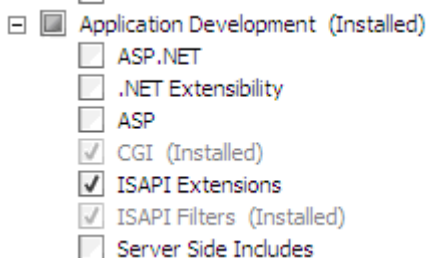 Application Development (Installed)
ASP.NET
.NET Extensibility
ASP
CGI (Installed)
ISAPI Extensions
ISAPI Filters (Installed)
Server Side Includes